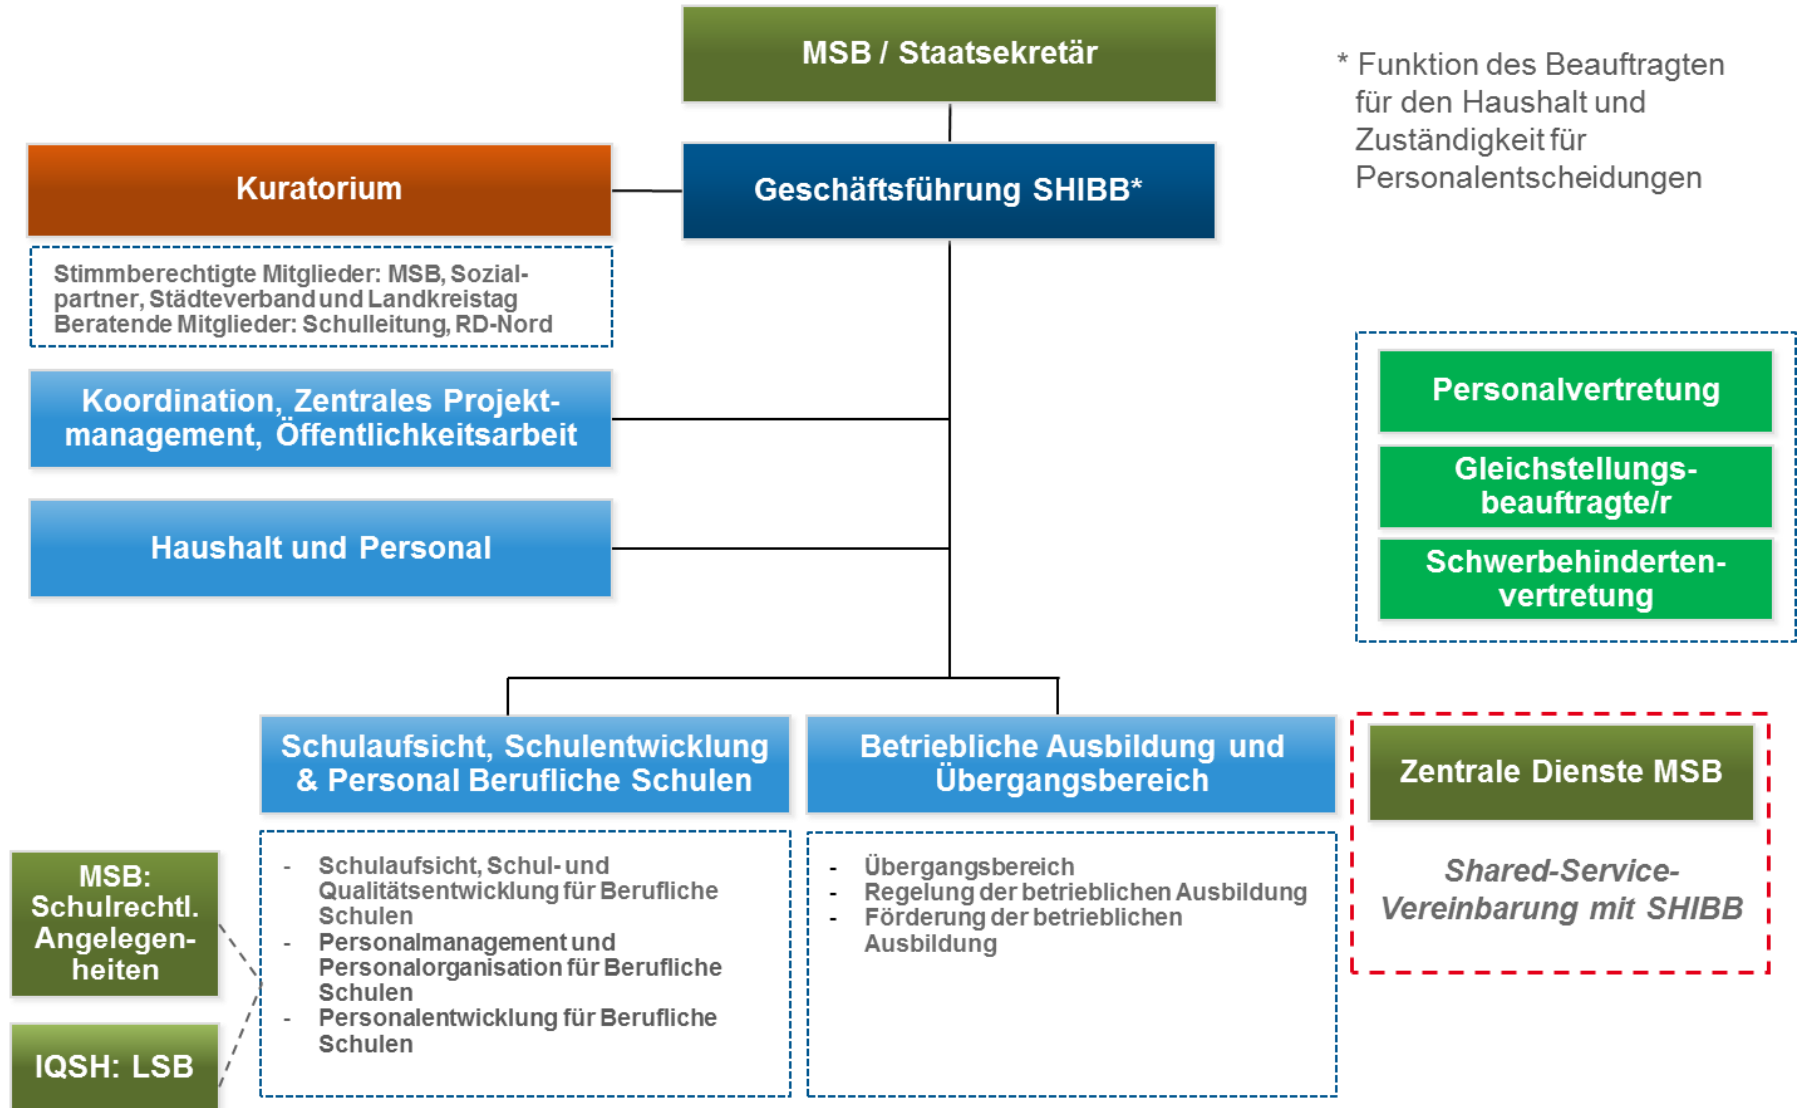 MSB / Staatsekretär
* Funktion des Beauftragten
für den Haushalt und
Zuständigkeit für
Personalentscheidungen
Kuratorium
Geschäftsführung SHIBB*
Stimmberechtigte Mitglieder: MSB, Sozial-
partner, Städteverband und Landkreistag
Beratende Mitglieder: Schulleitung, RD-Nord
Koordination, Zentrales Projekt-
management, Öffentlichkeitsarbeit
Haushalt und Personal
Personalvertretung
Gleichstellungs-
beauftragte/r
Schwerbehinderten-
vertretung
Schulaufsicht, Schulentwicklung
& Personal Berufliche Schulen
Betriebliche Ausbildung und
Übergangsbereich
Zentrale Dienste MSB
Shared-Service-
Vereinbarung mit SHIBB
MSB:
Schulrechtl.
Angelegen-
heiten
IQSH: LSB
- Schulaufsicht, Schul- und
Qualitätsentwicklung für Berufliche
Schulen
- Personalmanagement und
Personalorganisation für Berufliche
Schulen
- Personalentwicklung für Berufliche
Schulen
- Übergangsbereich
- Regelung der betrieblichen Ausbildung
- Förderung der betrieblichen
Ausbildung